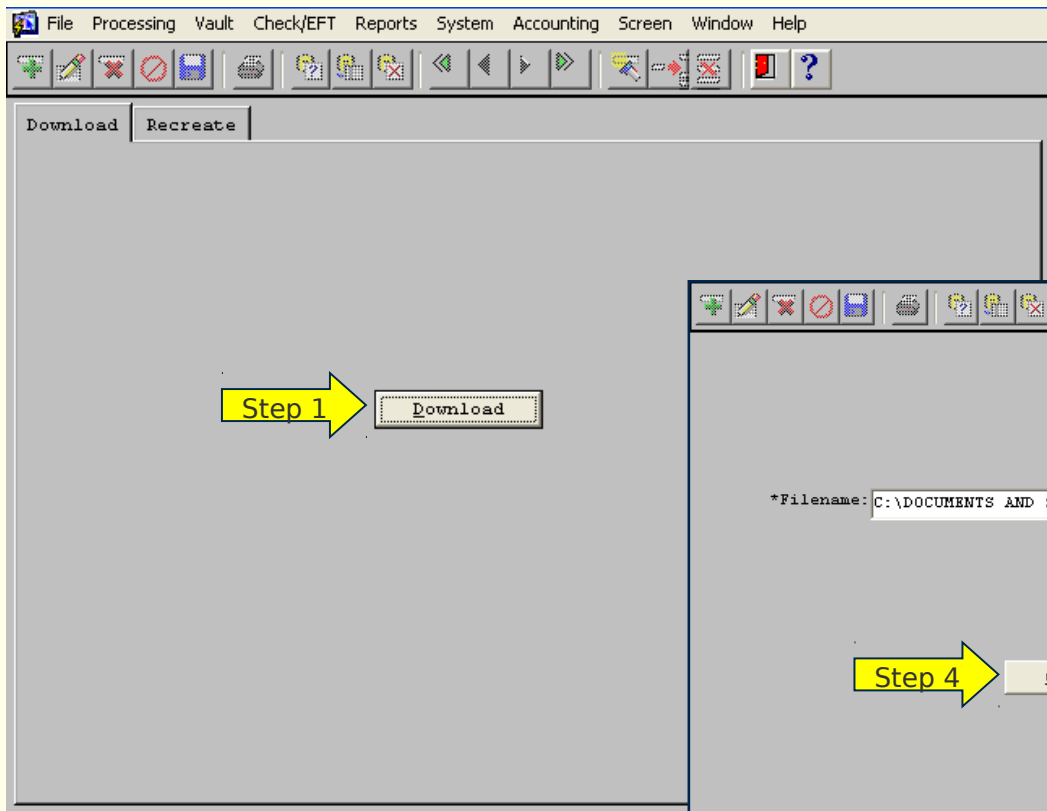 File Processing Vault Check/EFT Reports System Accounting Screen Window Help
Download Recreate
Step 1
Download
*Filename: C:\DOCUMENTS AND
Step 4